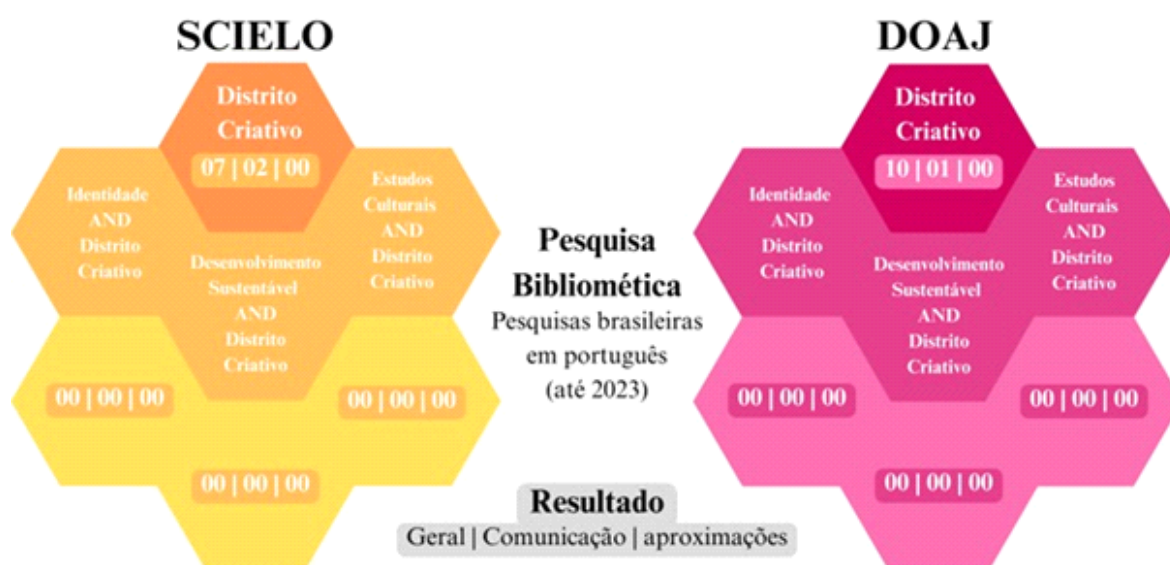 SCIELO
Distrito
Criativo
07 | 02 | 00
Identidade
AND
Distrito
Criativo
Estudos
Culturais
AND
Distrito
Criativo
Desenvolvimento
Sustentável
AND
Distrito
Criativo
00 | 00 | 00
00 | 00 | 00
00 | 00 | 00
Pesquisa
Bibliomética
Pesquisas brasileiras
em português
(até 2023)
Resultado
Geral | Comunicação | aproximações
DOAJ
Distrito
Criativo
10 | 01 | 00
Identidade
AND
Distrito
Criativo
Estudos
Culturais
AND
Distrito
Criativo
Desenvolvimento
Sustentável
AND
Distrito
Criativo
00 | 00 | 00
00 | 00 | 00
00 | 00 | 00